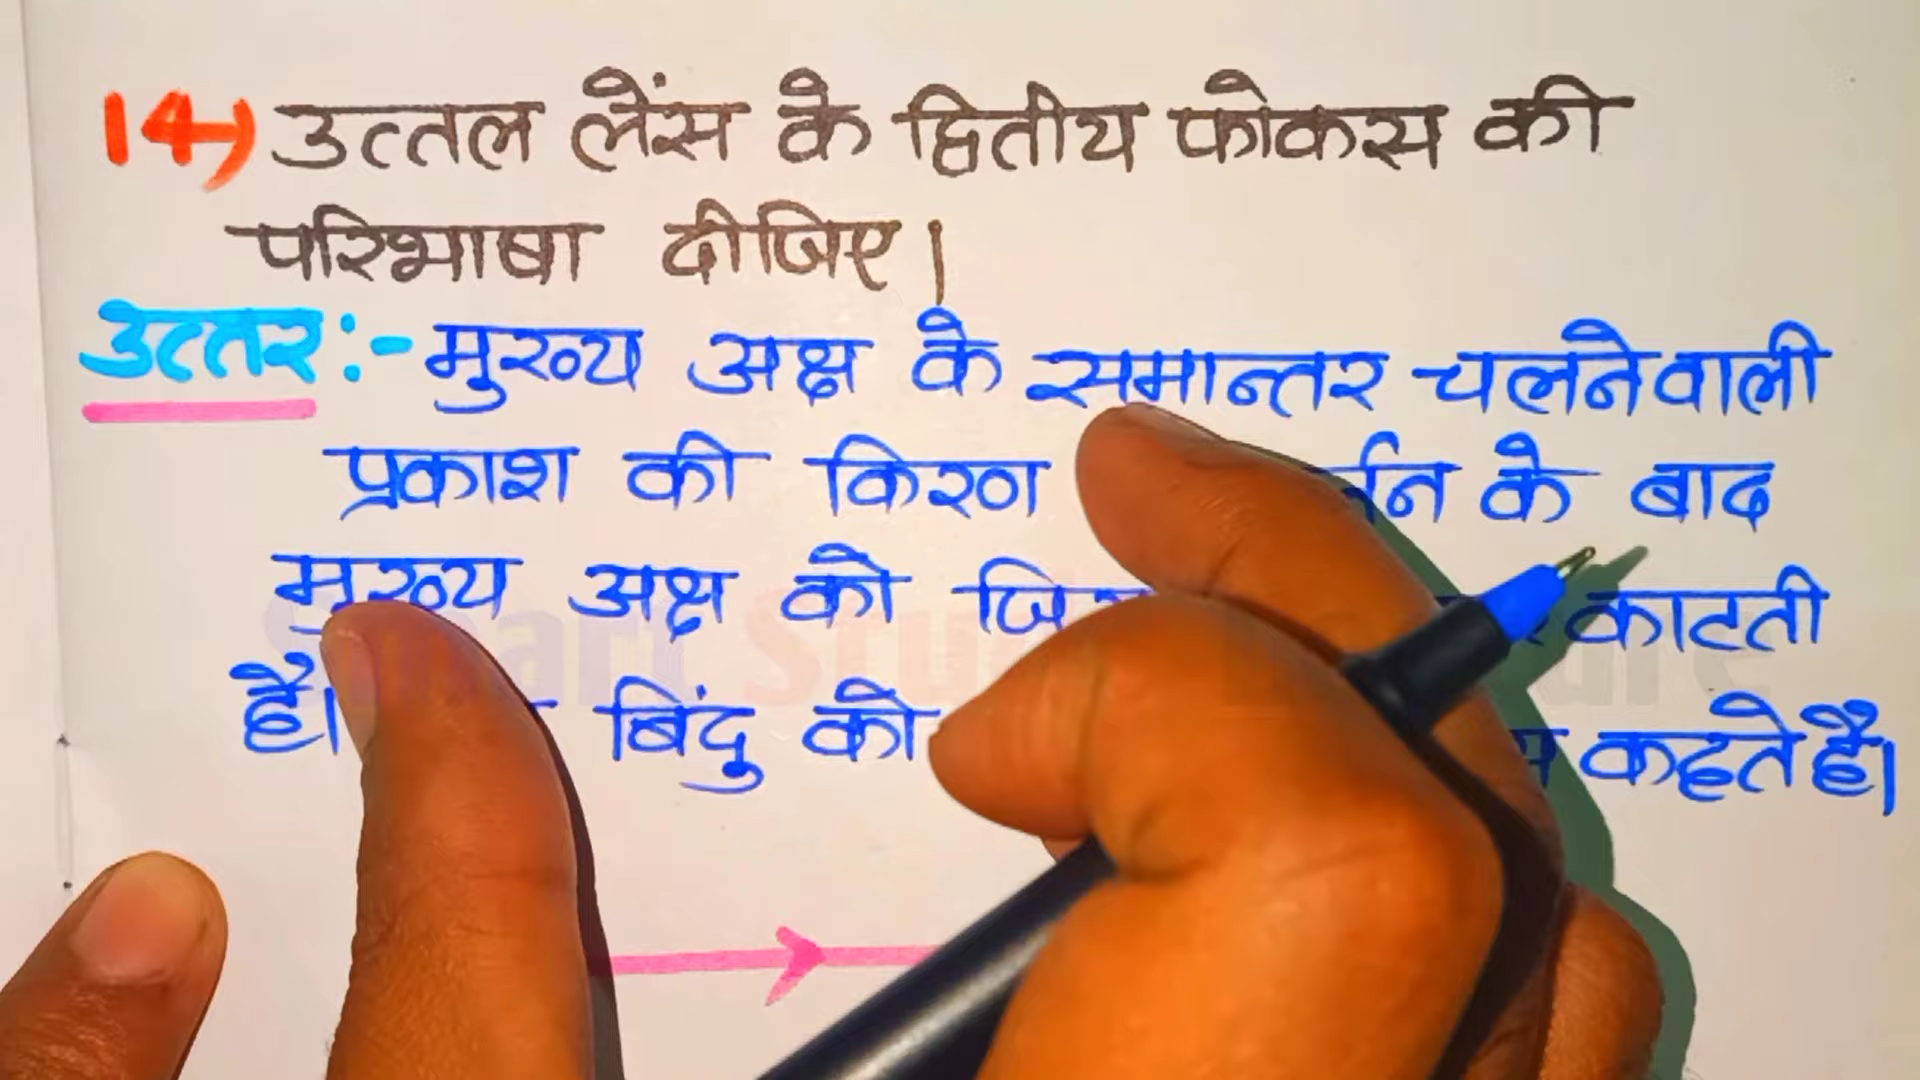 14) उत्तल लेंस के द्वितीय फोकस की
परिभाषा दीजिए।
उत्तर:- मुख्य अक्ष के समान्तर चलनेवाली
प्रकाश की किरण के बाद
मुख्य अक्ष को काटती
है। बिंदु को कहते है।